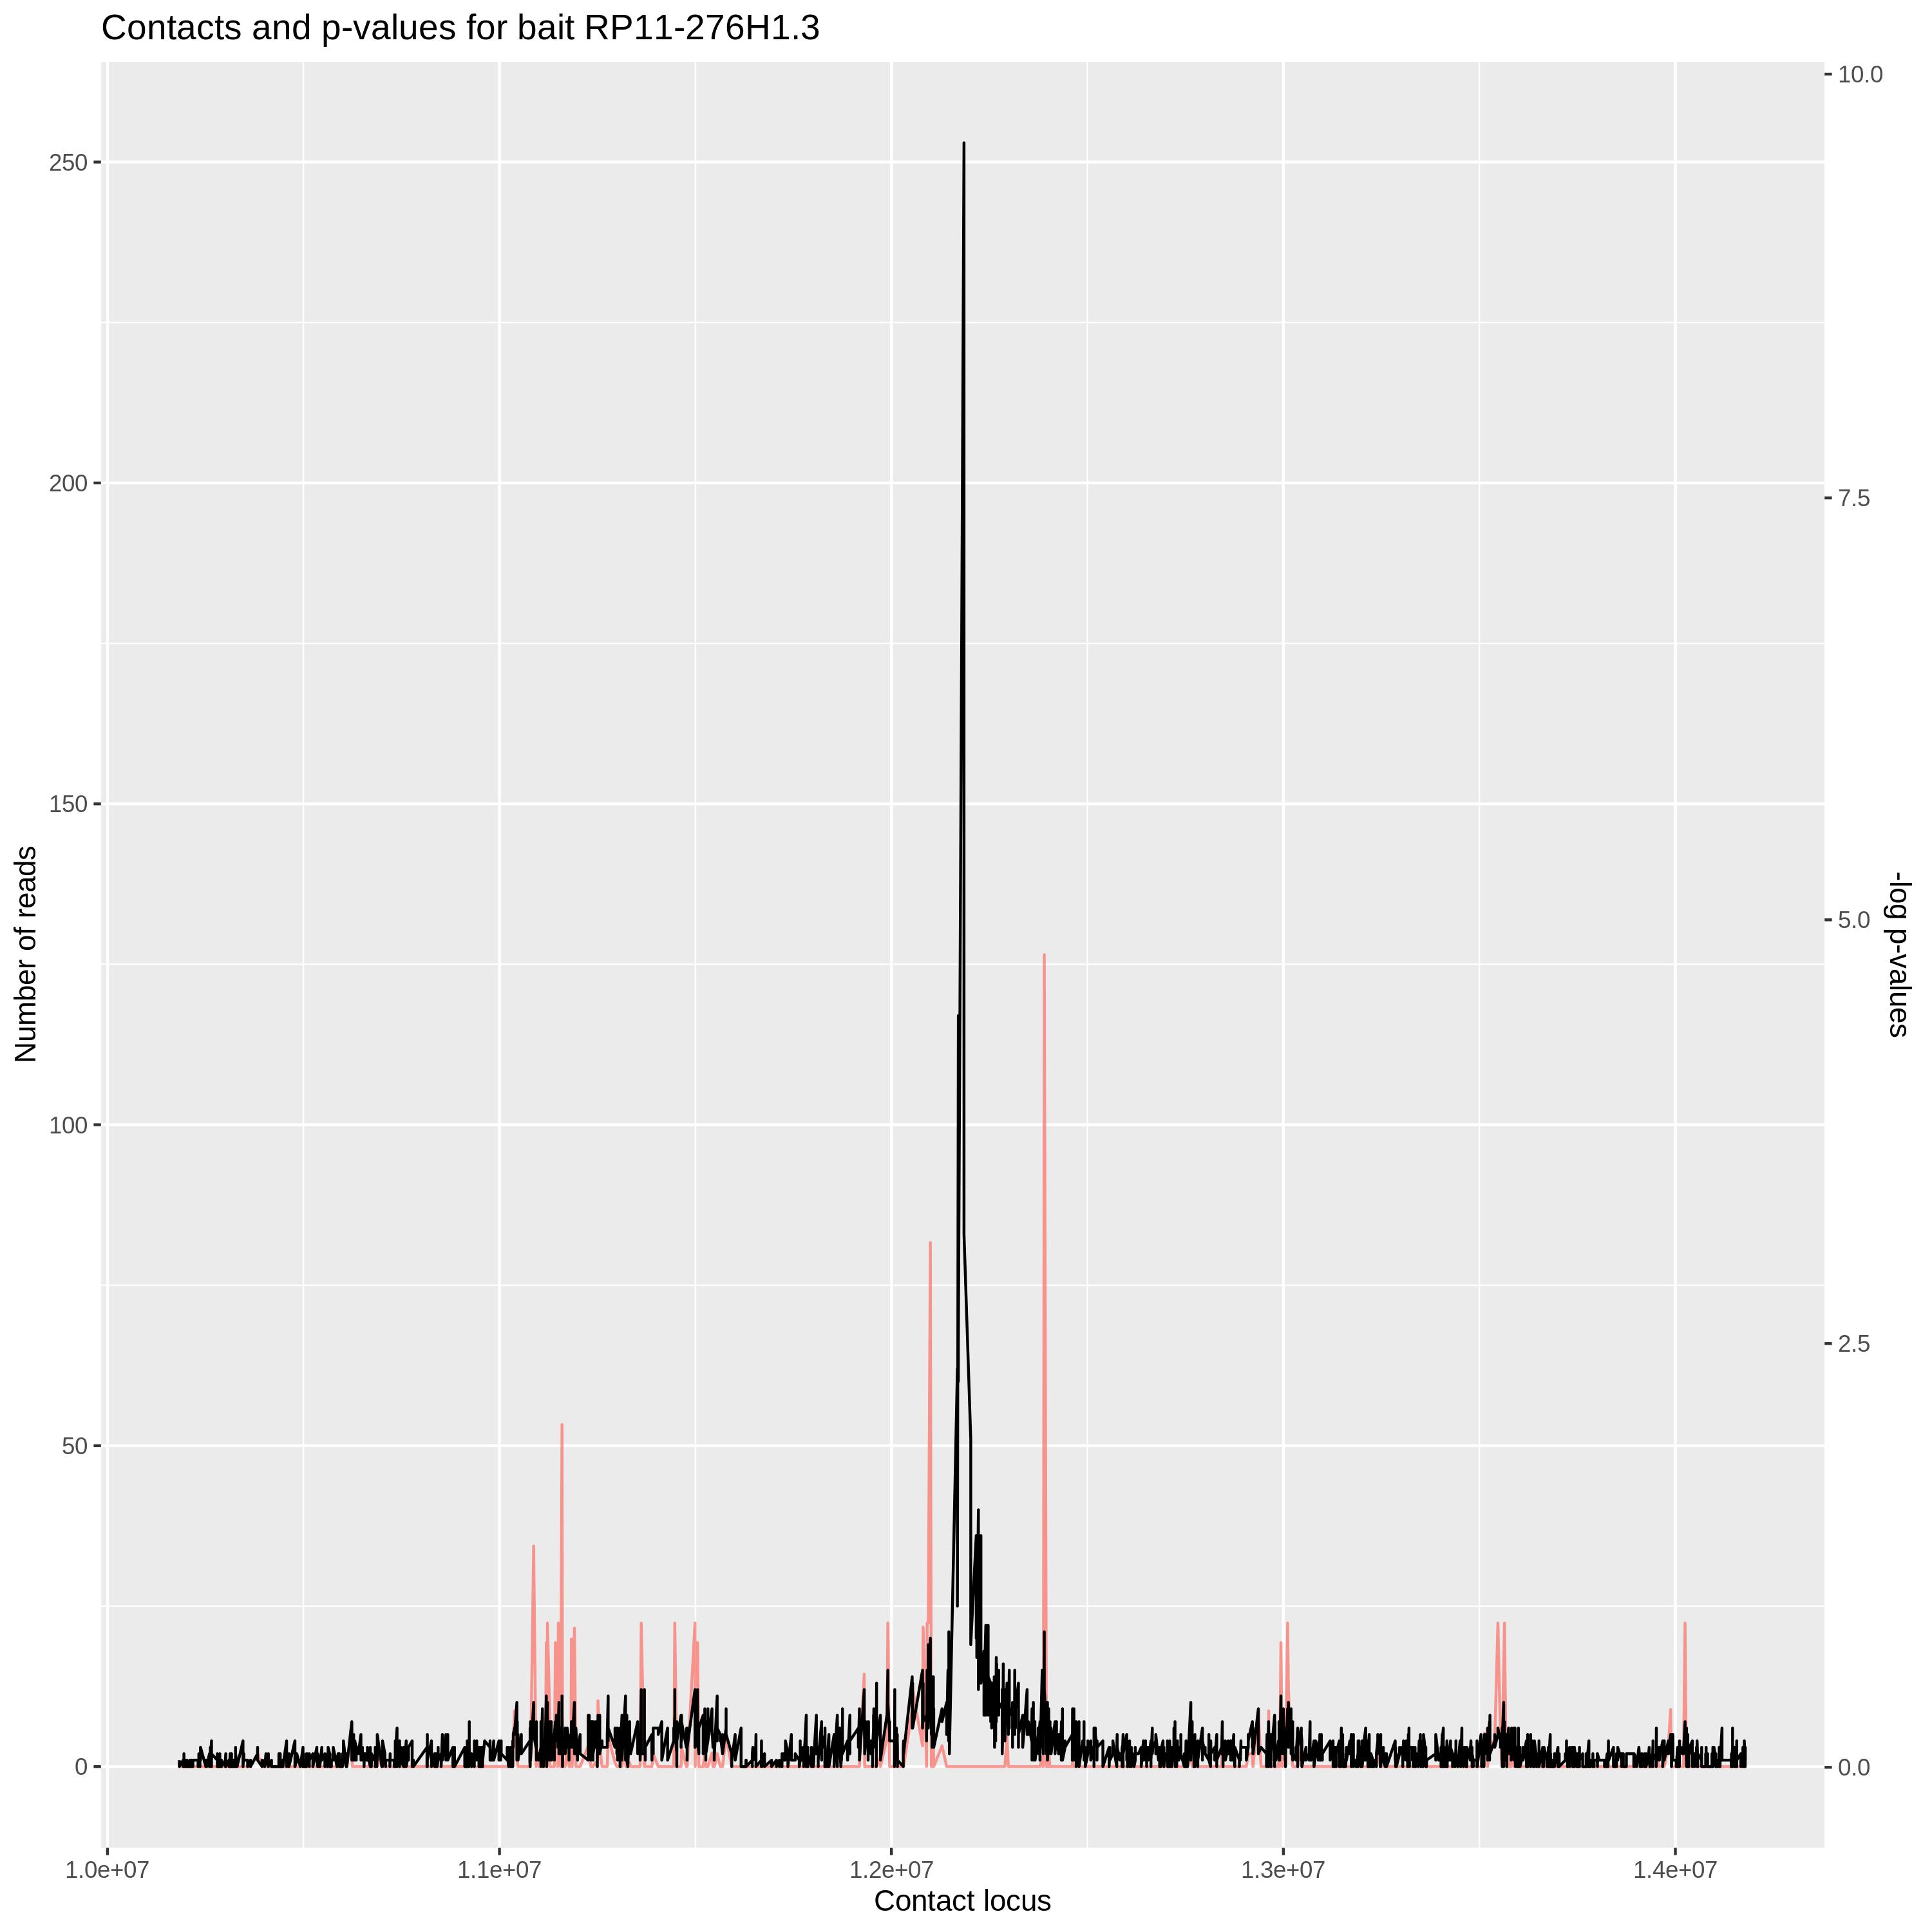 Contacts and p-values for bait RP11-276H1.3
Number of reads
250
200
150
100
50
0
10.0
7.5
5.0
2.5
0.0
-log p-values
1.0e+07 1.1e+07 1.2e+07 1.3e+07 1.4e+07
Contact locus